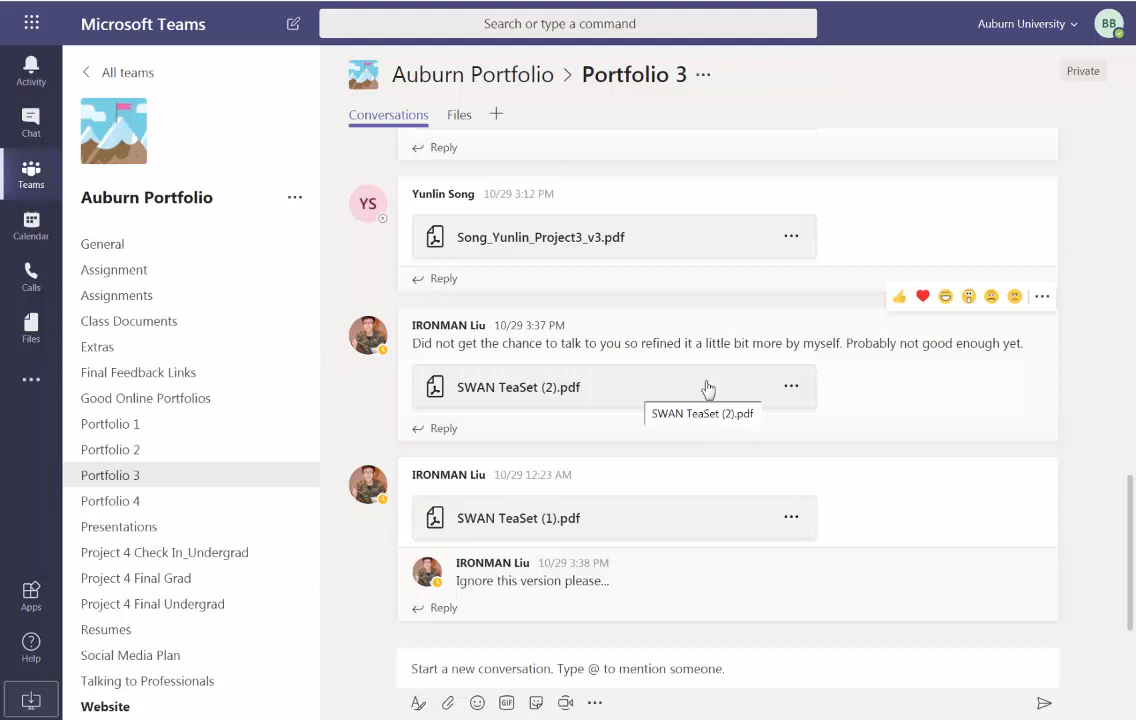 Microsoft Teams
Search or type a command
Auburn University
BB
Activity
Chat
Teams
Calendar
Calls
Files
Apps
Help
All teams
Auburn Portfolio
General
Assignment
Assignments
Class Documents
Extras
Final Feedback Links
Good Online Portfolios
Portfolio 1
Portfolio 2
Portfolio 3
Portfolio 4
Presentations
Project 4 Check In_Undergrad
Project 4 Final Grad
Project 4 Final Undergrad
Resumes
Social Media Plan
Talking to Professionals
Website
Auburn Portfolio > Portfolio 3 ...
Private
Conversations Files +
Reply
YS
Yunlin Song 10/29 3:12 PM
Song_Yunlin_Project3_v3.pdf
Reply
IRONMAN Liu 10/29 3:37 PM
Did not get the chance to talk to you so refined it a little bit more by myself. Probably not good enough yet.
SWAN TeaSet (2).pdf
SWAN TeaSet (2).pdf
Reply
IRONMAN Liu 10/29 12:23 AM
SWAN TeaSet (1).pdf
IRONMAN Liu 10/29 3:38 PM
Ignore this version please...
Reply
Start a new conversation. Type @ to mention someone.
GIF